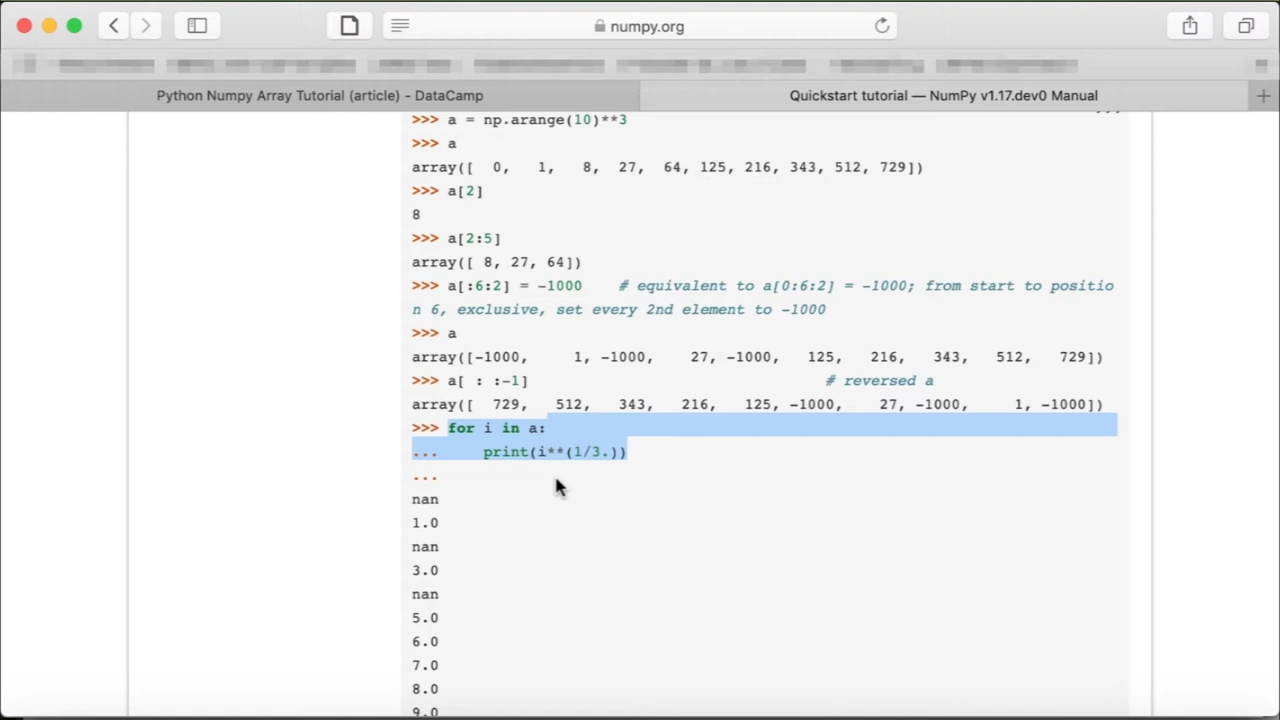 numpy.org
Python Numpy Array Tutorial (article) - DataCamp
Quickstart tutorial — NumPy v1.17.dev0 Manual
>>> a = np.arange(10)**3
>>> a
array([  0,   1,   8,  27,  64, 125, 216, 343, 512, 729])
>>> a[2]
8
>>> a[2:5]
array([ 8, 27, 64])
>>> a[:6:2] = -1000    # equivalent to a[0:6:2] = -1000; from start to positio
n 6, exclusive, set every 2nd element to -1000
>>> a
array([-1000,     1, -1000,    27, -1000,   125,   216,   343,   512,   729])
>>> a[ : :-1]                                 # reversed a
array([  729,   512,   343,   216,   125, -1000,    27, -1000,     1, -1000])
>>> for i in a:
...     print(i**(1/3.))
...
nan
1.0
nan
3.0
nan
5.0
6.0
7.0
8.0
9.0